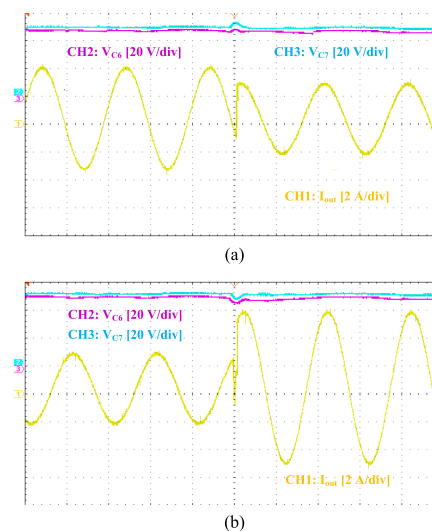 CH2: VC6 [20 V/div] CH3: VC7 [20 V/div]
2
3
1
CH1: Iout [2 A/div]
(a)
CH2: VC6 [20 V/div]
CH3: VC7 [20 V/div]
2
3
1
CH1: Iout [2 A/div]
(b)